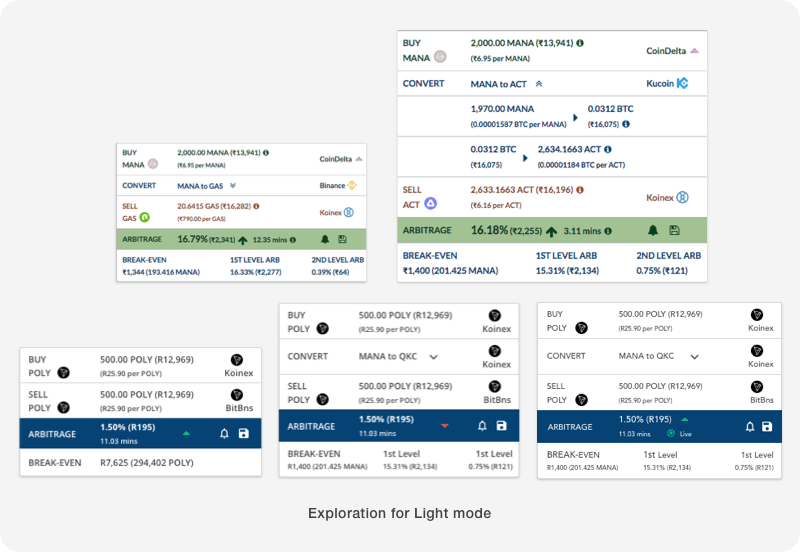 BUY
MANA
2,000.00 MANA (₹13,941)
(₹6.95 per MANA)
CoinDelta
CONVERT
MANA to GAS
Binance
SELL
GAS
20.6415 GAS (₹16,282)
(₹790.00 per GAS)
Koinex
ARBITRAGE
16.79% (₹2,341)
12.35 mins
BREAK-EVEN
₹1,344 (193.416 MANA)
1ST LEVEL ARB
16.33% (₹2,277)
2ND LEVEL ARB
0.39% (₹64)
BUY
MANA
2,000.00 MANA (₹13,941)
(₹6.95 per MANA)
CoinDelta
CONVERT
MANA to ACT
Kucoin
1,970.00 MANA
(0.00001587 BTC per MANA)
0.0312 BTC
(₹16,075)
0.0312 BTC
(₹16,075)
2,634.1663 ACT
(0.00001184 BTC per ACT)
SELL
ACT
2,633.1663 ACT (₹16,196)
(₹6.16 per ACT)
Koinex
ARBITRAGE
16.18% (₹2,255)
3.11 mins
BREAK-EVEN
₹1,400 (201.425 MANA)
1ST LEVEL ARB
15.31% (₹2,134)
2ND LEVEL ARB
0.75% (₹121)
BUY
POLY
500.00 POLY (R12,969)
(R25.90 per POLY)
Koinex
SELL
POLY
500.00 POLY (R12,969)
(R25.90 per POLY)
BitBns
ARBITRAGE
1.50% (R195)
11.03 mins
BREAK-EVEN
R7,625 (294,402 POLY)
BUY
POLY
500.00 POLY (R12,969)
(R25.90 per POLY)
Koinex
CONVERT
MANA to QKC
Koinex
SELL
POLY
500.00 POLY (R12,969)
(R25.90 per POLY)
BitBns
ARBITRAGE
1.50% (R195)
11.03 mins
BREAK-EVEN
R1,400 (201.425 MANA)
1st Level
15.31% (R2,134)
1st Level
0.75% (R121)
BUY
POLY
500.00 POLY (R12,969)
(R25.90 per POLY)
Koinex
CONVERT
MANA to QKC
Koinex
SELL
POLY
500.00 POLY (R12,969)
(R25.90 per POLY)
BitBns
ARBITRAGE
1.50% (R195)
11.03 mins
Live
BREAK-EVEN
R1,400 (201.425 MANA)
1st Level
15.31% (R2,134)
1st Level
0.75% (R121)
Exploration for Light mode